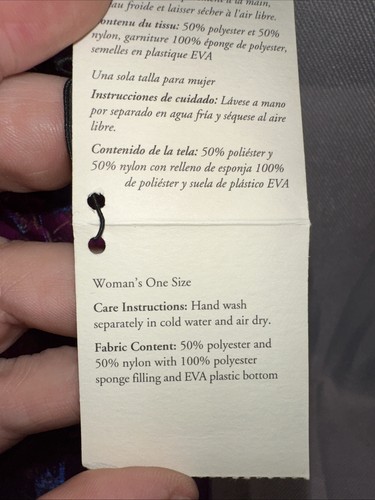 à la main,
eau froide et laisser sécher à l'air libre.
Contenu du tissu: 50% polyester et 50%
nylon, garniture 100% éponge de polyester,
semelles en plastique EVA
Una sola talla para mujer
Instrucciones de cuidado: Lávese a mano
por separado en agua fría y séquese al aire
libre.
Contenido de la tela: 50% poliéster y
50% nylon con relleno de esponja 100%
de poliéster y suela de plástico EVA
Woman's One Size
Care Instructions: Hand wash
separately in cold water and air dry.
Fabric Content: 50% polyester and
50% nylon with 100% polyester
sponge filling and EVA plastic bottom